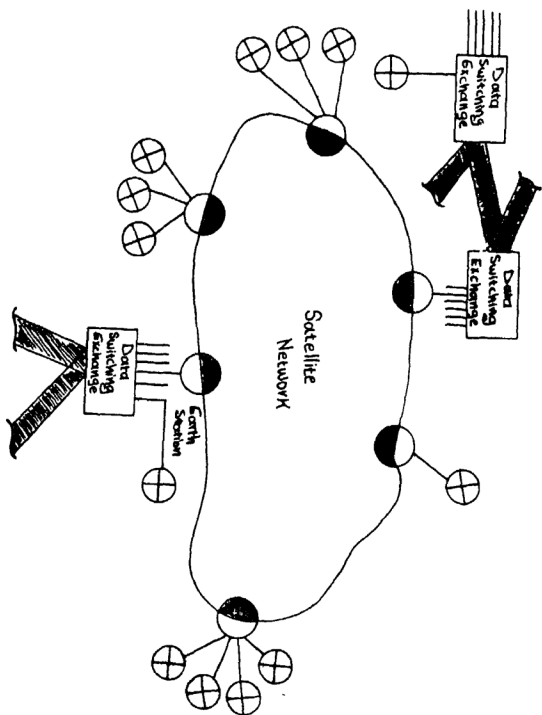 Data
Switching
Exchange
Data
Switching
Exchange
Satellite
Network
Data
Switching
Exchange
Earth
Station